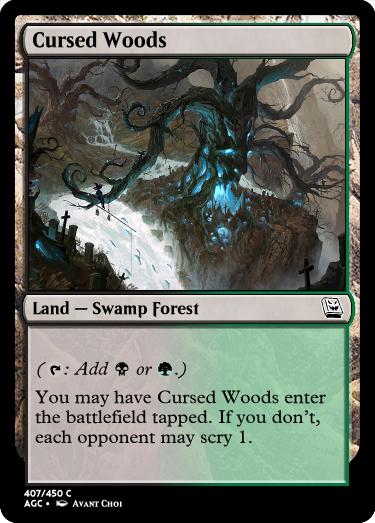 Cursed Woods
Land — Swamp Forest
( : Add or .)
You may have Cursed Woods enter
the battlefield tapped. If you don't,
each opponent may scry 1.
407/450 C
AGC • Avant Choi